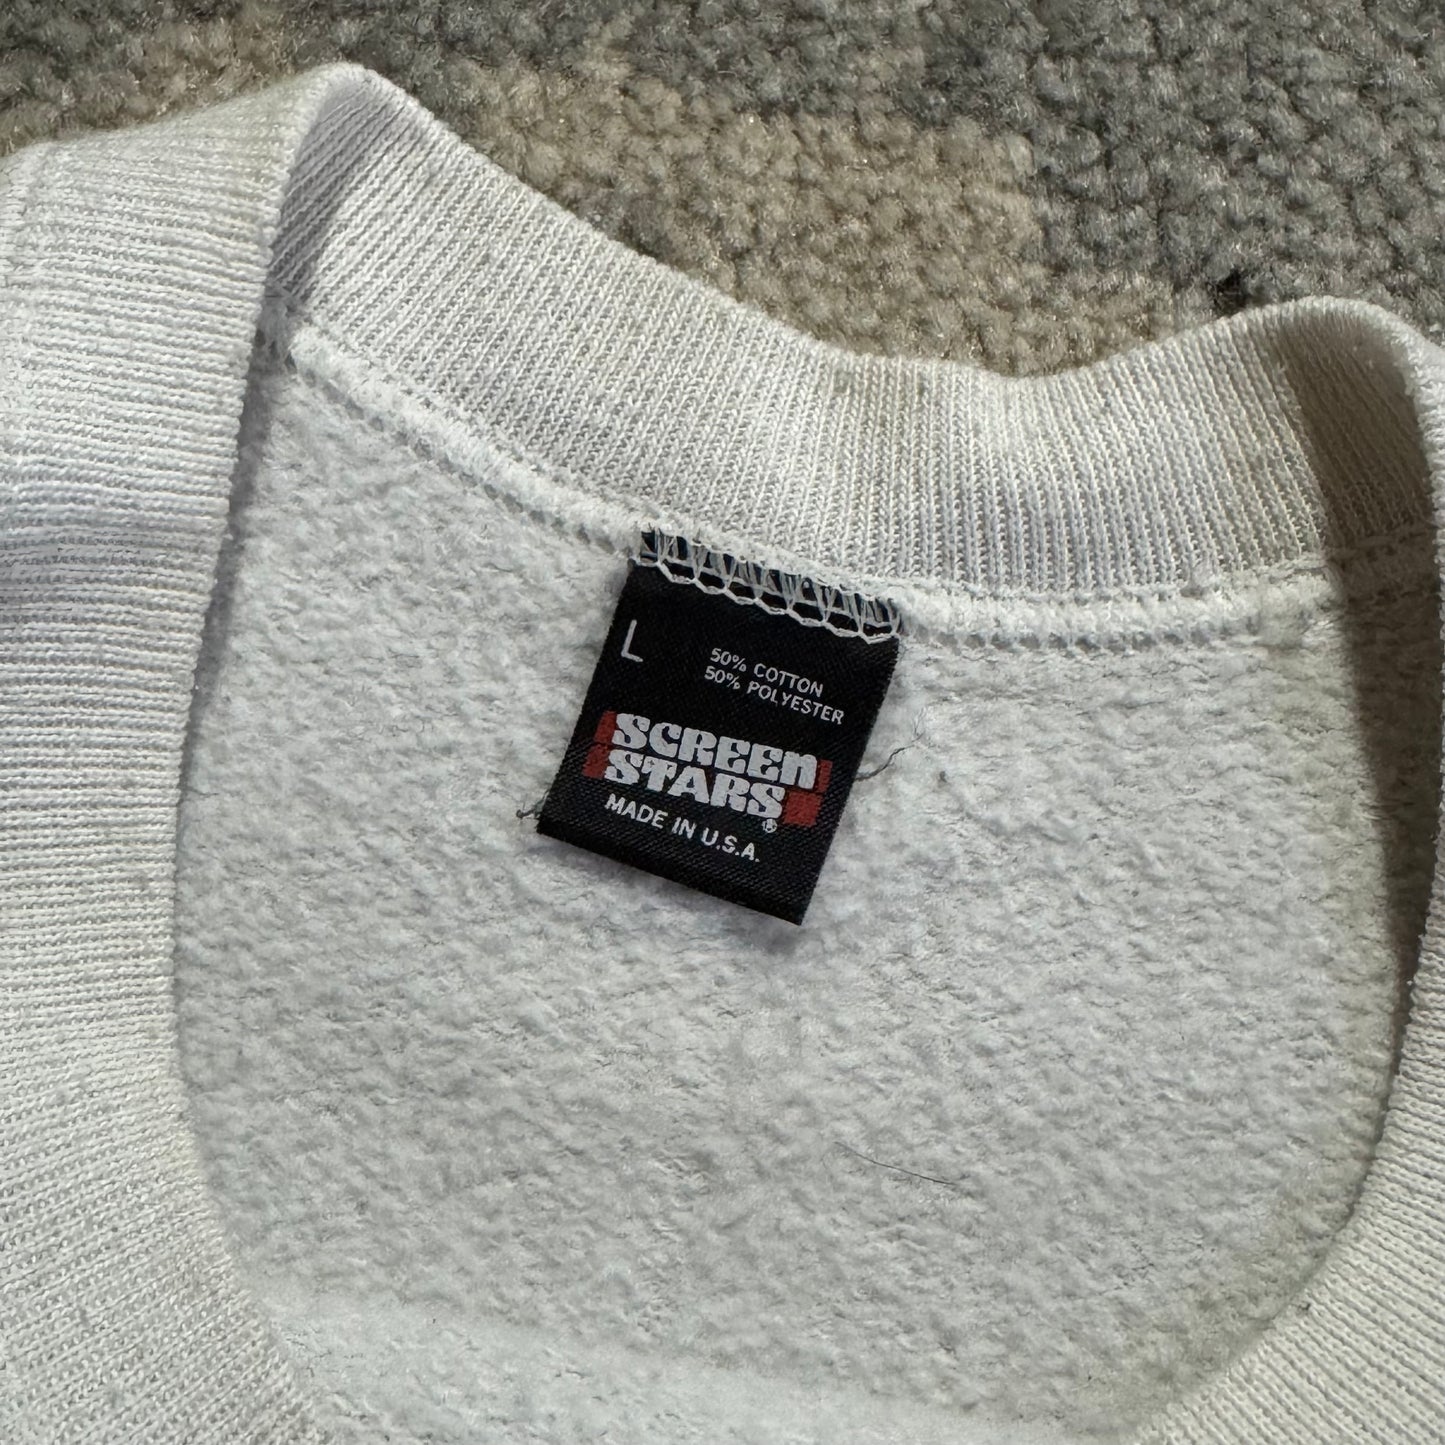 L
50% COTTON
50% POLYESTER
SCREEN
STARS®
MADE IN U.S.A.